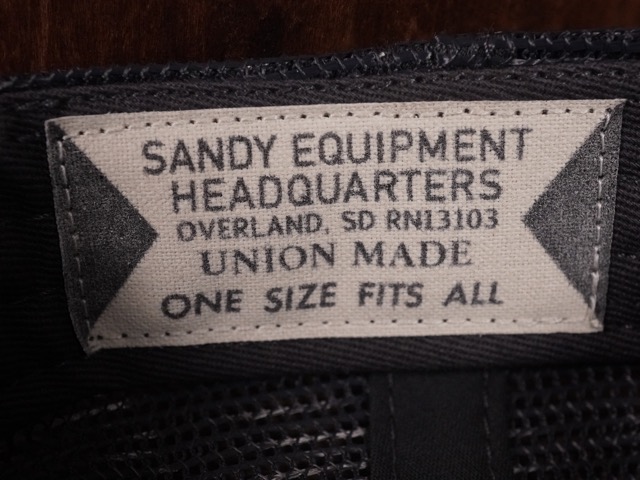 SANDY EQUIPMENT
HEADQUARTERS
OVERLAND, SD RN13103
UNION MADE
ONE SIZE FITS ALL